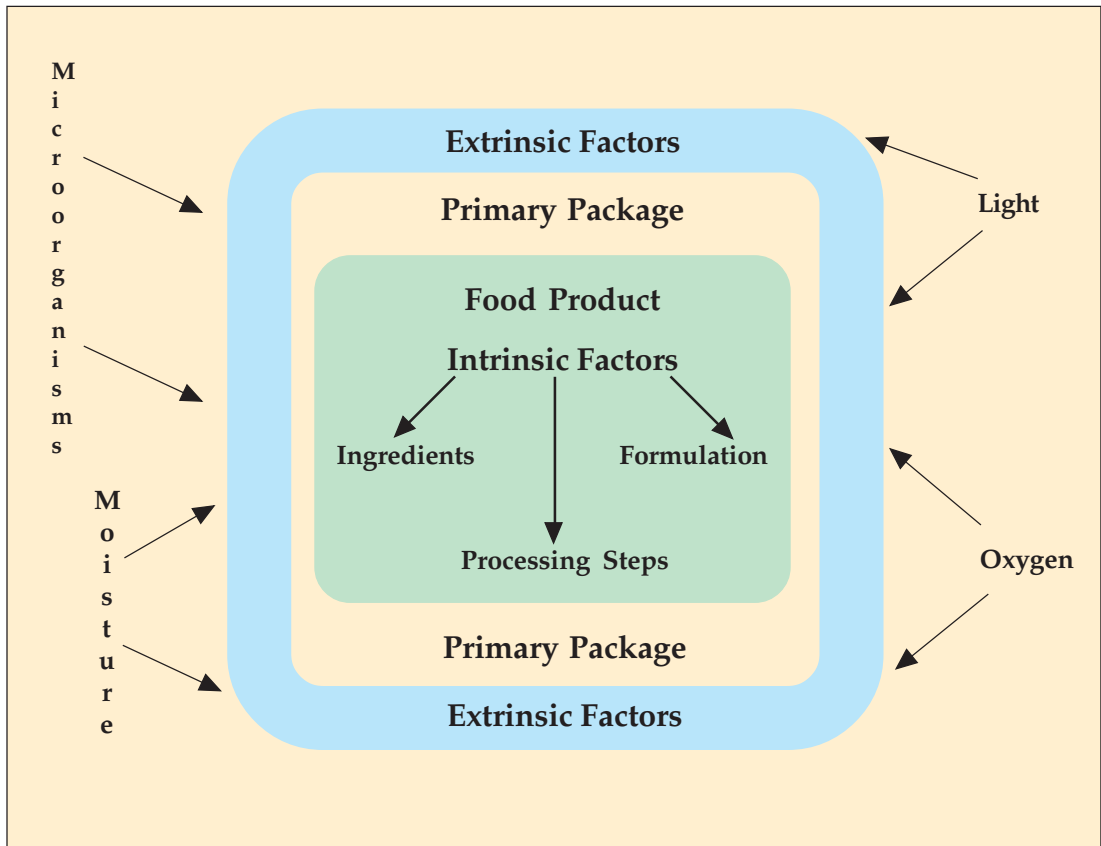 Microorganisms
Extrinsic Factors
Primary Package
Light
Food Product
Intrinsic Factors
Ingredients
Formulation
Moisture
Processing Steps
Oxygen
Primary Package
Extrinsic Factors